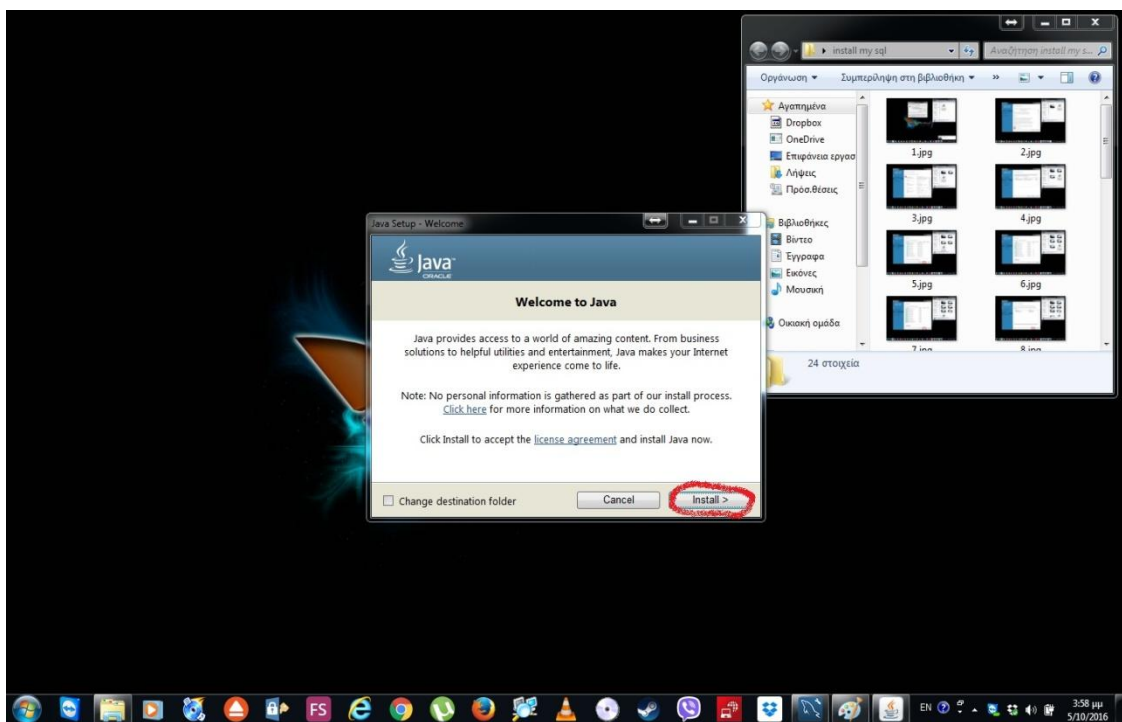 install my sql
Αναζήτηση install my s...
Οργάνωση
Συμπερίληψη στη βιβλιοθήκη
»
Αγαπημένα
Dropbox
OneDrive
Επιφάνεια εργασ
Λήψεις
Πρόσ.θέσεις
Βιβλιοθήκες
Βίντεο
Έγγραφα
Εικόνες
Μουσική
Οικιακή ομάδα
1.jpg
2.jpg
3.jpg
4.jpg
5.jpg
6.jpg
7.jpg
8.jpg
24 στοιχεία
Java Setup - Welcome
Java
ORACLE
Welcome to Java
Java provides access to a world of amazing content. From business
solutions to helpful utilities and entertainment, Java makes your Internet
experience come to life.
Note: No personal information is gathered as part of our install process.
Click here for more information on what we do collect.
Click Install to accept the license agreement and install Java now.
Change destination folder
Cancel
Install >
FS
EN
3:58 μμ
5/10/2016